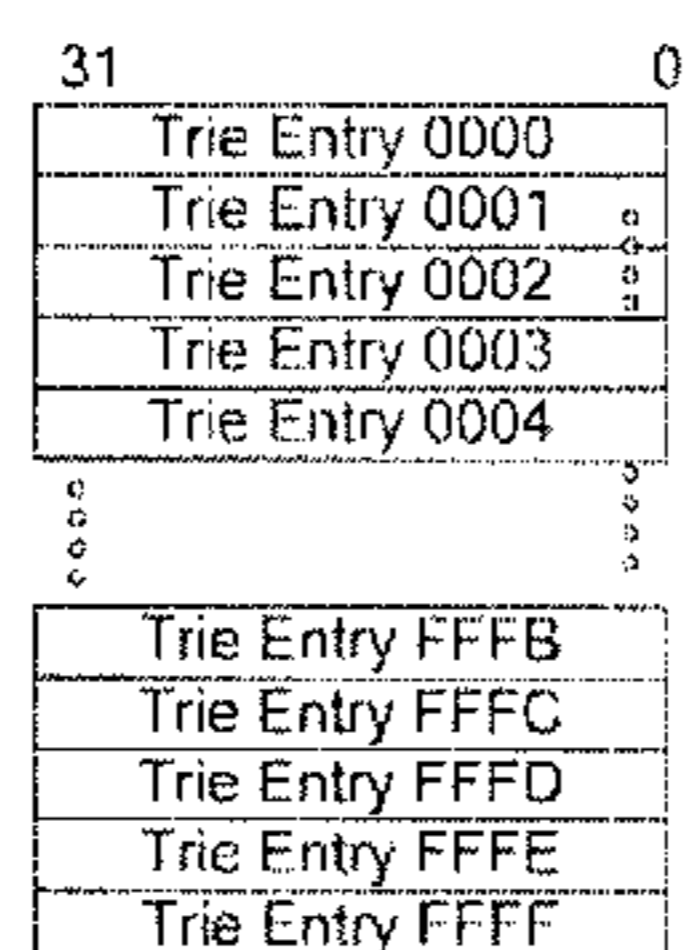 31 0
Trie Entry 0000
Trie Entry 0001
Trie Entry 0002
Trie Entry 0003
Trie Entry 0004
Trie Entry FFFB
Trie Entry FFFC
Trie Entry FFFD
Trie Entry FFFE
Trie Entry FFFF